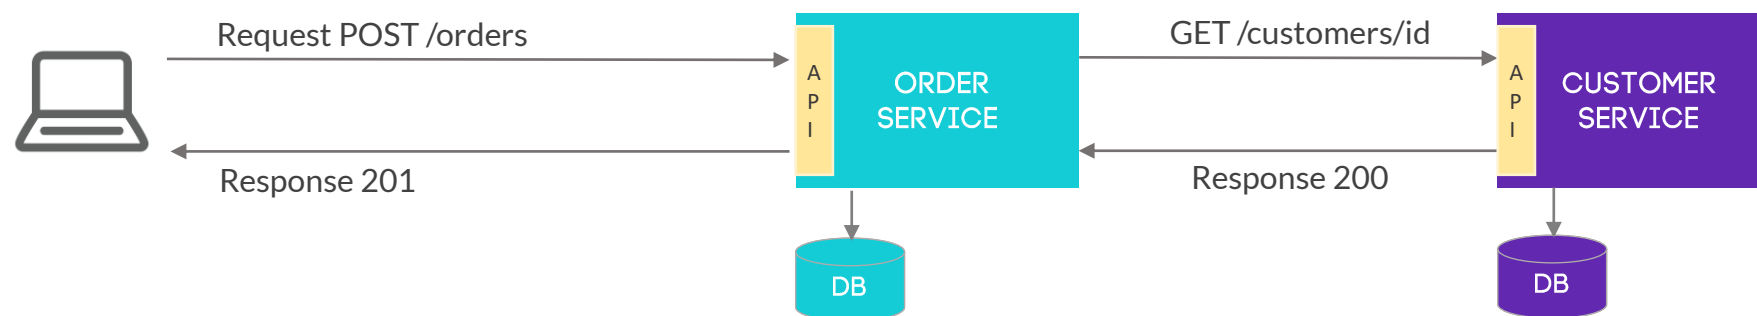 Request POST /orders
GET /customers/id
A
P
I
ORDER
SERVICE
A
P
I
CUSTOMER
SERVICE
Response 201
Response 200
DB
DB